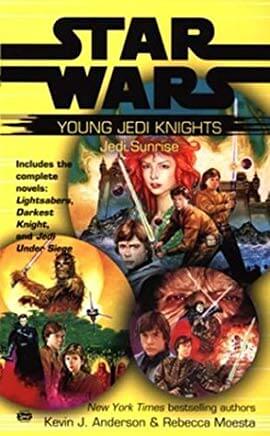 STAR
WARS
YOUNG JEDI KNIGHTS
Jedi Sunrise
Includes the
complete
novels:
Lightsabers,
Darkest
Knight,
and Jedi
Under Siege
New York Times bestselling authors
Kevin J. Anderson & Rebecca Moesta